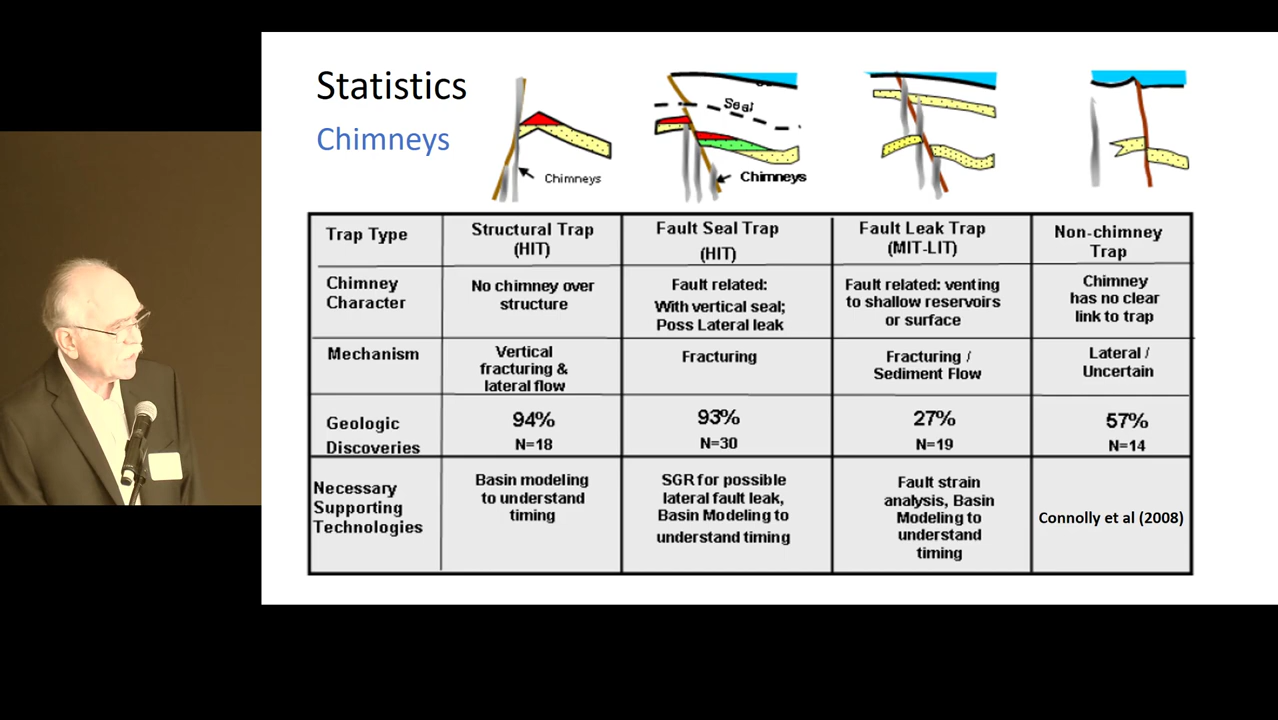 Statistics
Chimneys
Chimneys
Seal
Chimneys
Trap Type
Structural Trap
(HIT)
Fault Seal Trap
(HIT)
Fault Leak Trap
(MIT-LIT)
Non-chimney
Trap
Chimney
Character
No chimney over
structure
Fault related:
With vertical seal;
Poss Lateral leak
Fault related: venting
to shallow reservoirs
or surface
Chimney
has no clear
link to trap
Mechanism
Vertical
fracturing &
lateral flow
Fracturing
Fracturing /
Sediment Flow
Lateral /
Uncertain
Geologic
Discoveries
94%
N=18
93%
N=30
27%
N=19
57%
N=14
Necessary
Supporting
Technologies
Basin modeling
to understand
timing
SGR for possible
lateral fault leak,
Basin Modeling to
understand timing
Fault strain
analysis, Basin
Modeling to
understand
timing
Connolly et al (2008)